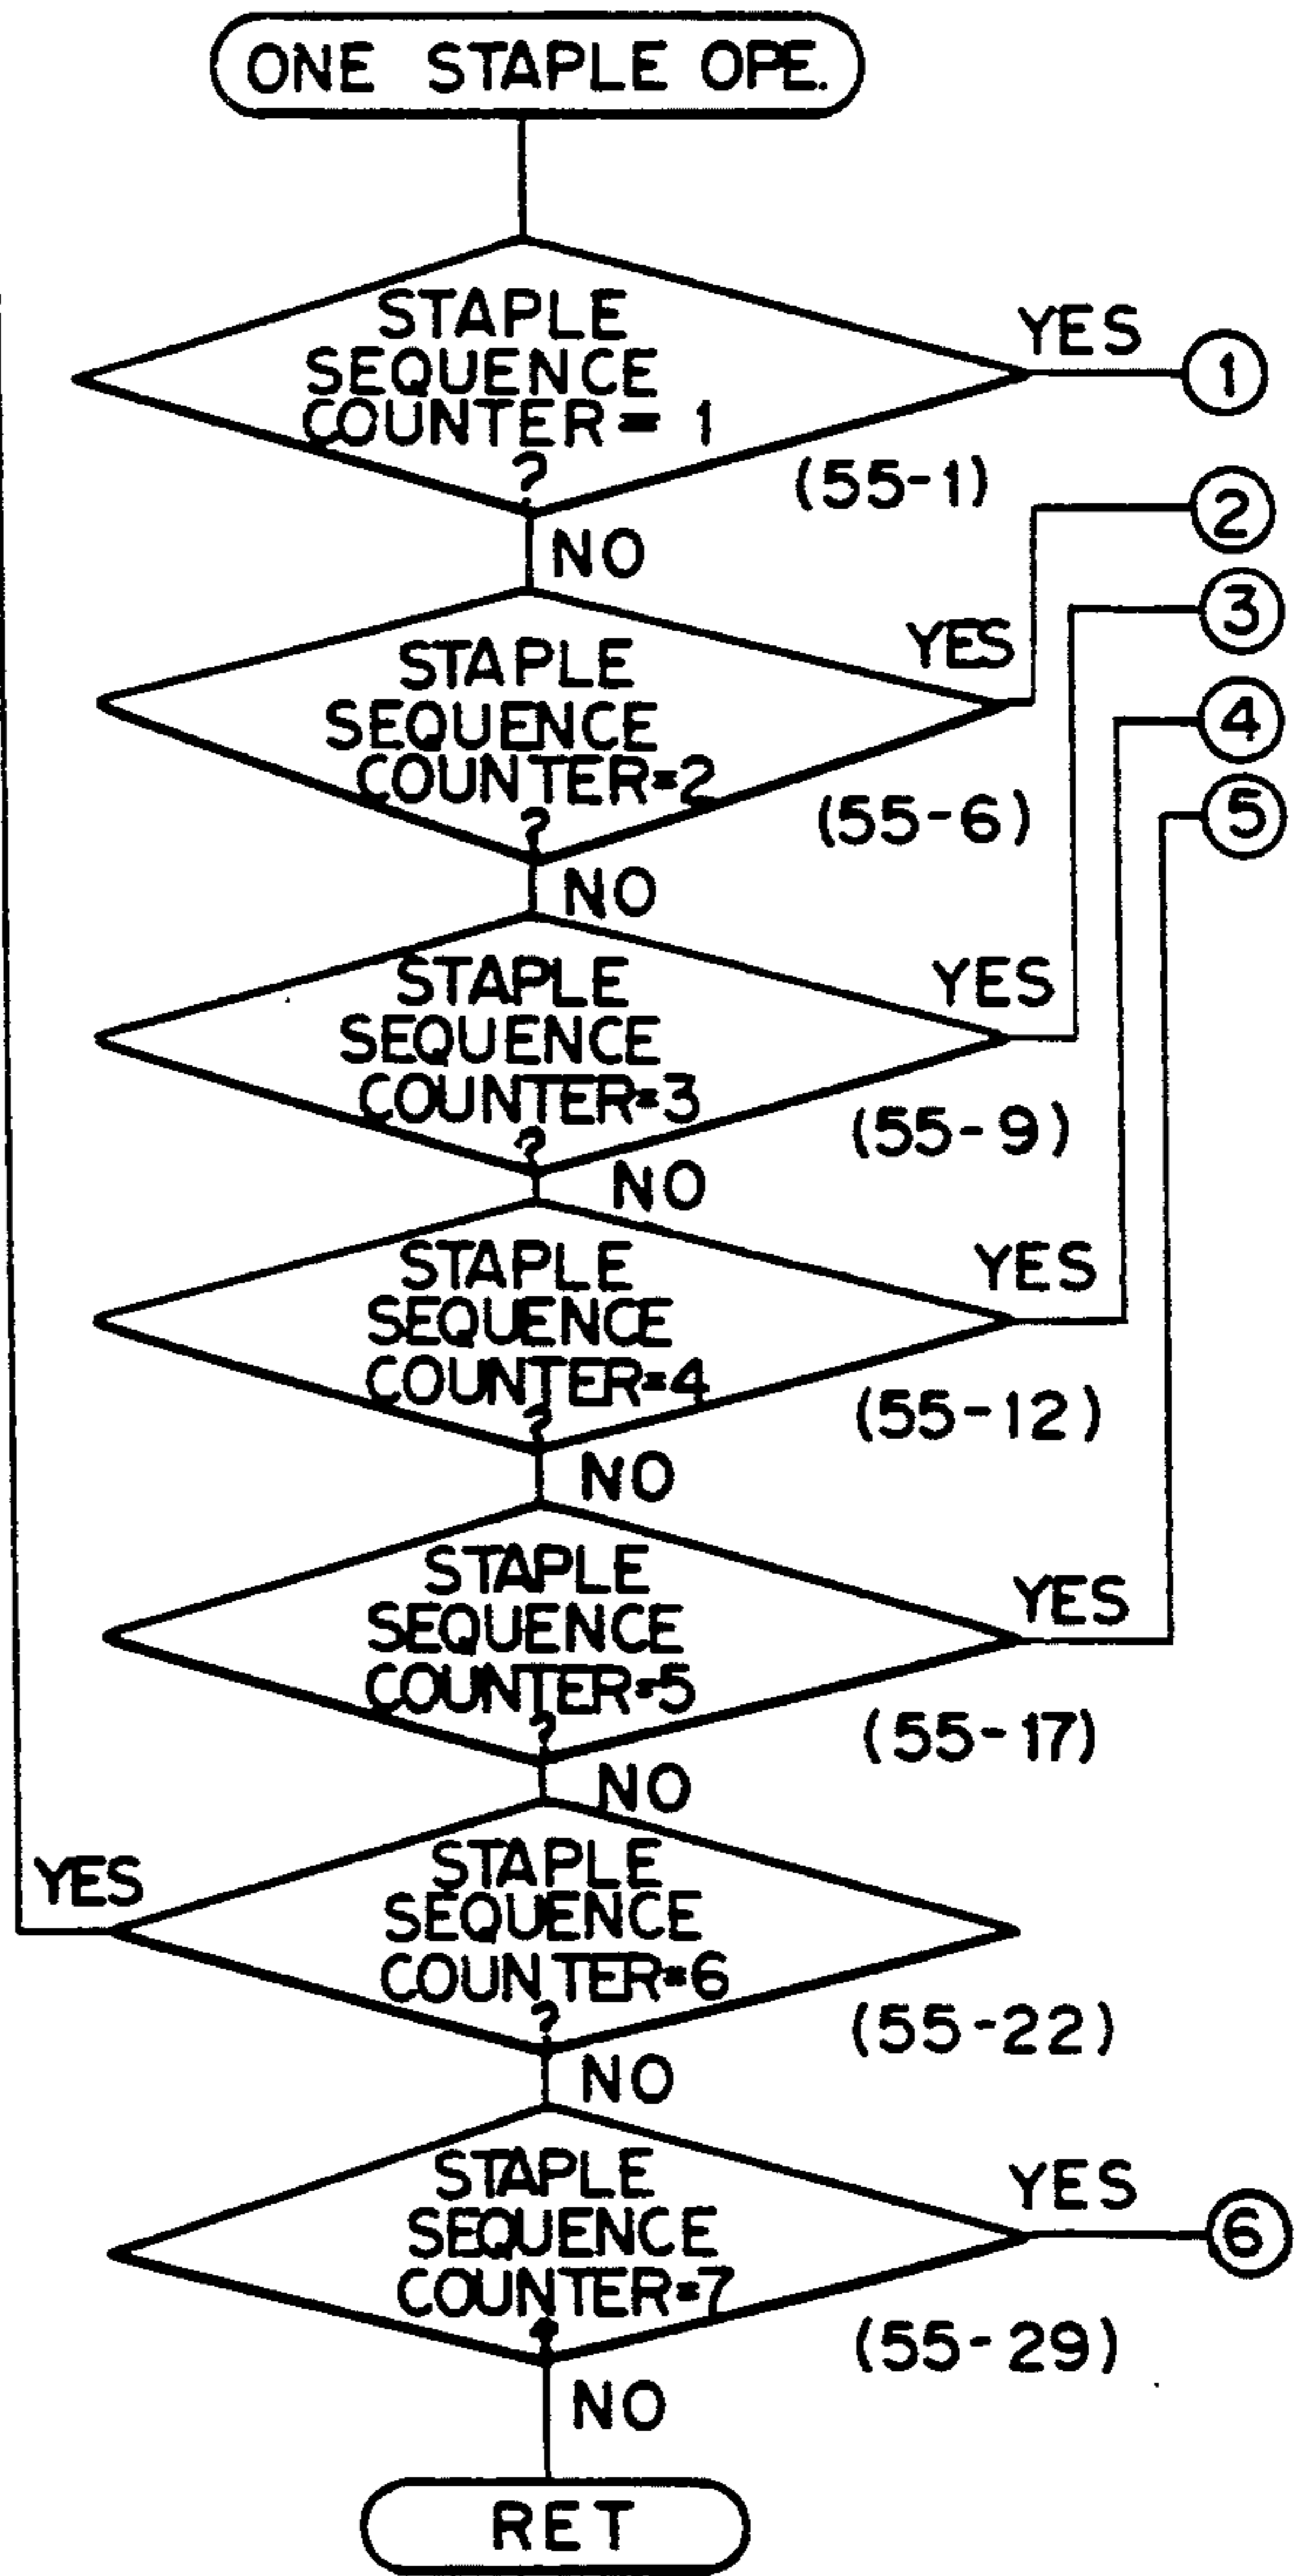 ONE STAPLE OPE.
STAPLE
SEQUENCE
COUNTER = 1
?
YES
1
(55-1)
NO
2
STAPLE
SEQUENCE
COUNTER=2
?
YES
3
(55-6)
4
NO
5
STAPLE
SEQUENCE
COUNTER=3
?
YES
(55-9)
NO
STAPLE
SEQUENCE
COUNTER=4
?
YES
(55-12)
NO
STAPLE
SEQUENCE
COUNTER=5
?
YES
(55-17)
NO
YES
STAPLE
SEQUENCE
COUNTER=6
?
(55-22)
NO
STAPLE
SEQUENCE
COUNTER=7
?
YES
6
(55-29)
NO
RET